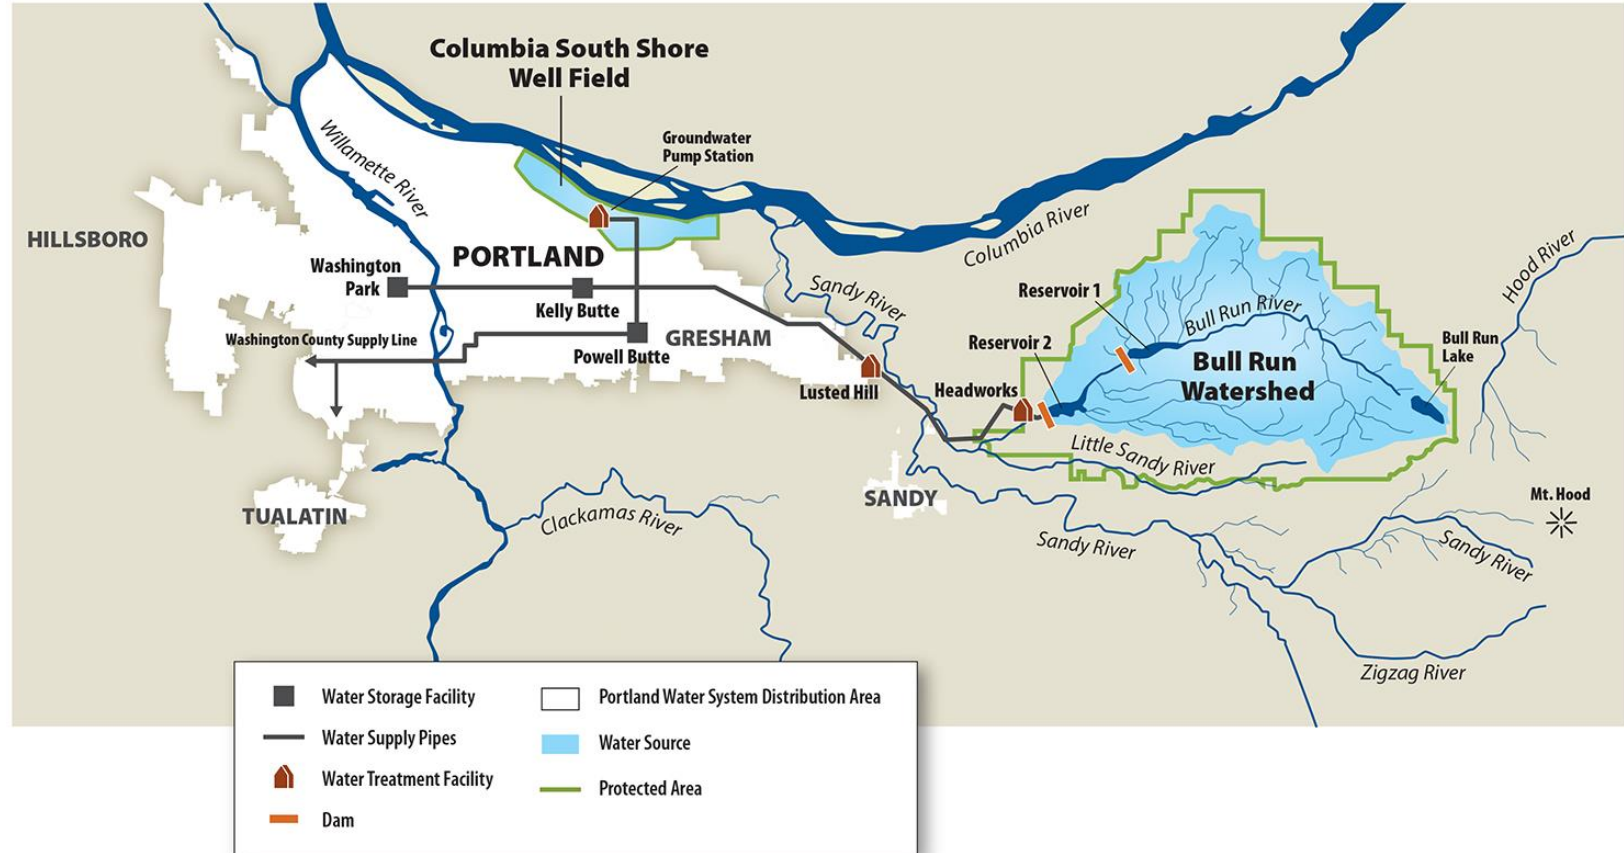 Columbia South Shore
Well Field
Groundwater
Pump Station
Willamette River
HILLSBORO
PORTLAND
Washington
Park
Kelly Butte
Washington County Supply Line
Powell Butte
GRESHAM
Columbia River
Sandy River
Lusted Hill
Headworks
Reservoir 1
Reservoir 2
Bull Run River
Bull Run
Watershed
Bull Run
Lake
Hood River
Little Sandy River
SANDY
TUALATIN
Clackamas River
Sandy River
Mt. Hood
Sandy River
Zigzag River
Water Storage Facility
Water Supply Pipes
Water Treatment Facility
Dam
Portland Water System Distribution Area
Water Source
Protected Area